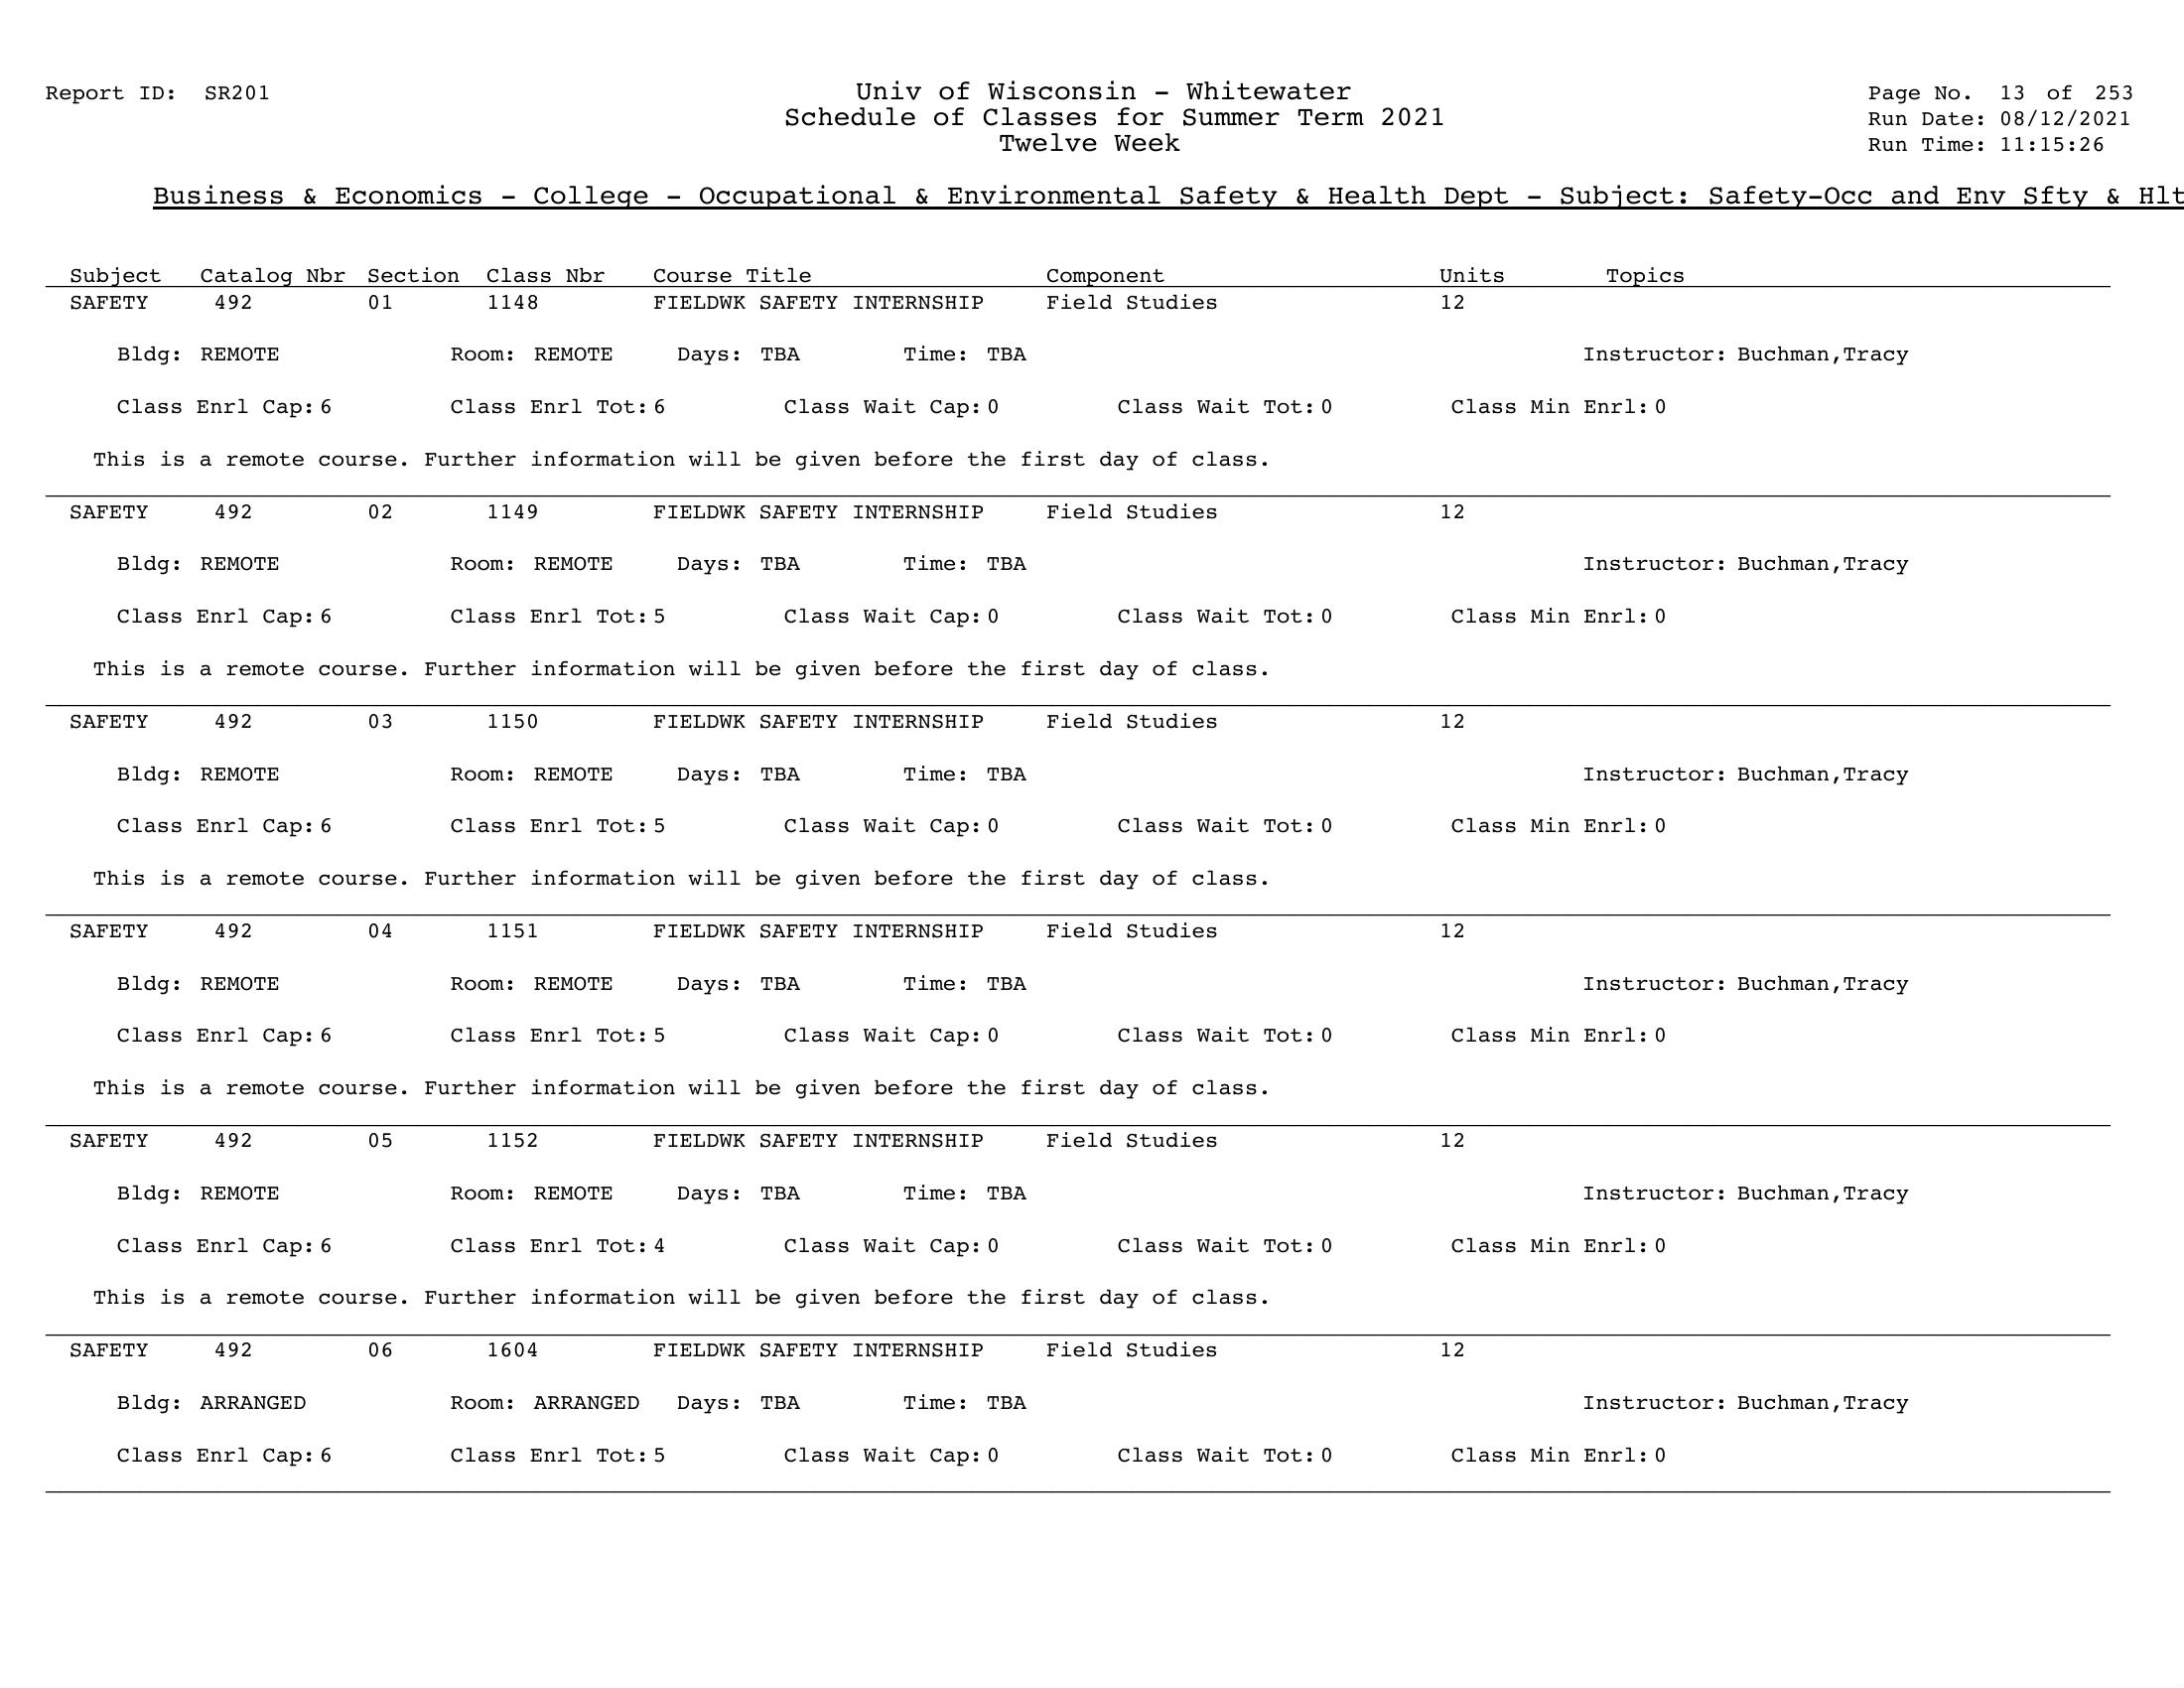 Report ID: SR201 Univ of Wisconsin - Whitewater Page No. 13 of 253
Schedule of Classes for Summer Term 2021 Run Date: 08/12/2021
Twelve Week Run Time: 11:15:26
Business & Economics - College - Occupational & Environmental Safety & Health Dept - Subject: Safety-Occ and Env Sfty & Hlt
Subject Catalog Nbr Section Class Nbr Course Title Component Units Topics
SAFETY 492 01 1148 FIELDWK SAFETY INTERNSHIP Field Studies 12
Bldg: REMOTE Room: REMOTE Days: TBA Time: TBA Instructor: Buchman,Tracy
Class Enrl Cap: 6 Class Enrl Tot: 6 Class Wait Cap: 0 Class Wait Tot: 0 Class Min Enrl: 0
This is a remote course. Further information will be given before the first day of class.
SAFETY 492 02 1149 FIELDWK SAFETY INTERNSHIP Field Studies 12
Bldg: REMOTE Room: REMOTE Days: TBA Time: TBA Instructor: Buchman,Tracy
Class Enrl Cap: 6 Class Enrl Tot: 5 Class Wait Cap: 0 Class Wait Tot: 0 Class Min Enrl: 0
This is a remote course. Further information will be given before the first day of class.
SAFETY 492 03 1150 FIELDWK SAFETY INTERNSHIP Field Studies 12
Bldg: REMOTE Room: REMOTE Days: TBA Time: TBA Instructor: Buchman,Tracy
Class Enrl Cap: 6 Class Enrl Tot: 5 Class Wait Cap: 0 Class Wait Tot: 0 Class Min Enrl: 0
This is a remote course. Further information will be given before the first day of class.
SAFETY 492 04 1151 FIELDWK SAFETY INTERNSHIP Field Studies 12
Bldg: REMOTE Room: REMOTE Days: TBA Time: TBA Instructor: Buchman,Tracy
Class Enrl Cap: 6 Class Enrl Tot: 5 Class Wait Cap: 0 Class Wait Tot: 0 Class Min Enrl: 0
This is a remote course. Further information will be given before the first day of class.
SAFETY 492 05 1152 FIELDWK SAFETY INTERNSHIP Field Studies 12
Bldg: REMOTE Room: REMOTE Days: TBA Time: TBA Instructor: Buchman,Tracy
Class Enrl Cap: 6 Class Enrl Tot: 4 Class Wait Cap: 0 Class Wait Tot: 0 Class Min Enrl: 0
This is a remote course. Further information will be given before the first day of class.
SAFETY 492 06 1604 FIELDWK SAFETY INTERNSHIP Field Studies 12
Bldg: ARRANGED Room: ARRANGED Days: TBA Time: TBA Instructor: Buchman,Tracy
Class Enrl Cap: 6 Class Enrl Tot: 5 Class Wait Cap: 0 Class Wait Tot: 0 Class Min Enrl: 0